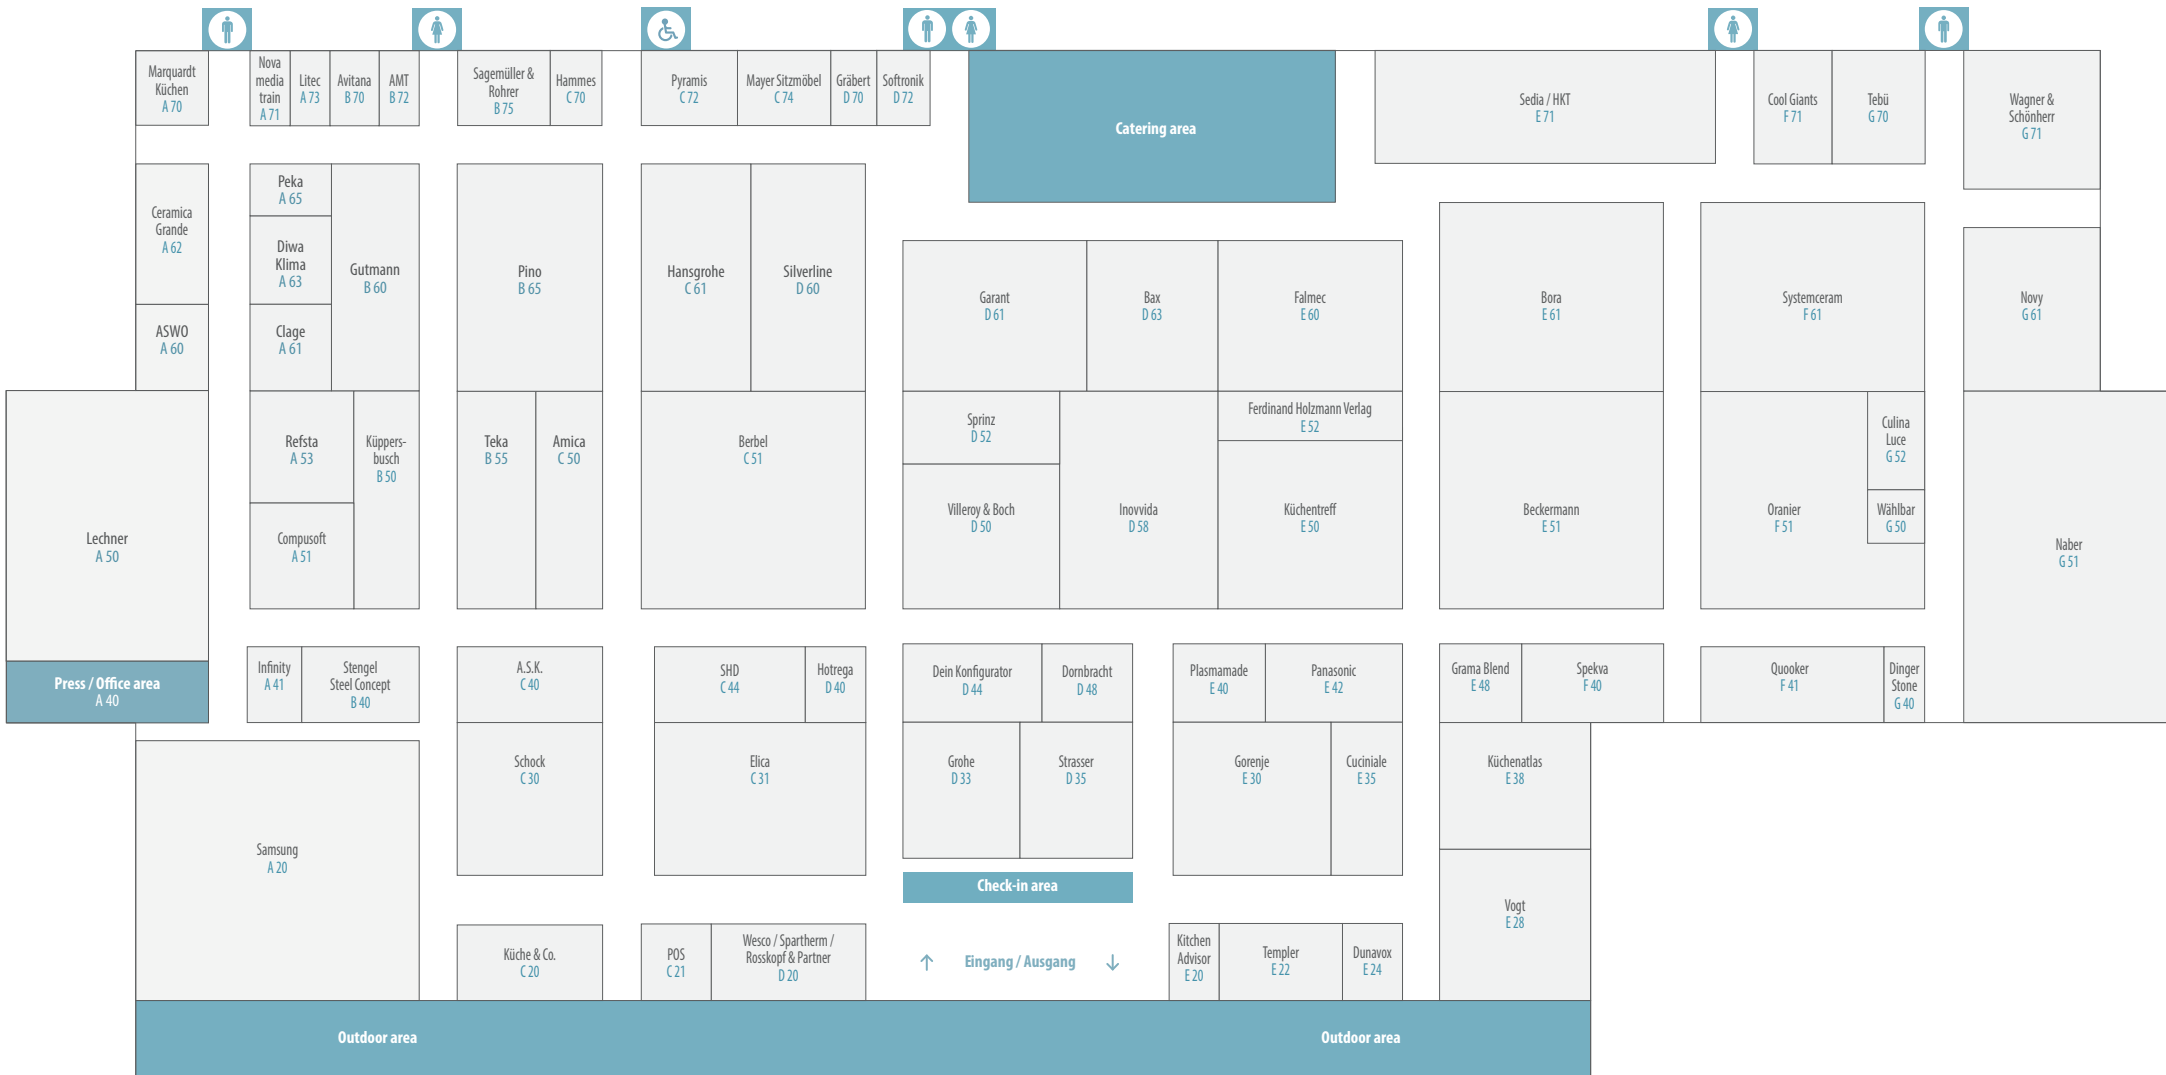 Marquardt
Küchen
A 70
Nova
media
train
A 71
Litec
A 73
Avitana
B 70
AMT
B 72
Sagemüller &
Rohrer
B 75
Hammes
C 70
Pyramis
C 72
Mayer Sitzmöbel
C 74
Gräbert
D 70
Softronik
D 72
Catering area
Sedia / HKT
E 71
Cool Giants
F 71
Tebü
G 70
Wagner &
Schönherr
G 71
Ceramica
Grande
A 62
Peka
A 65
Diwa
Klima
A 63
Gutmann
B 60
Clage
A 61
ASWO
A 60
Pino
B 65
Hansgrohe
C 61
Silverline
D 60
Garant
D 61
Bax
D 63
Falmec
E 60
Bora
E 61
Systemceram
F 61
Novy
G 61
Lechner
A 50
Refsta
A 53
Küppers-
busch
B 50
Compusoft
A 51
Teka
B 55
Amica
C 50
Berbel
C 51
Sprinz
D 52
Villeroy & Boch
D 50
Inovvida
D 58
Ferdinand Holzmann Verlag
E 52
Küchentreff
E 50
Beckermann
E 51
Oranier
F 51
Culina
Luce
G 52
Wählbar
G 50
Naber
G 51
Press / Office area
A 40
Infinity
A 41
Stengel
Steel Concept
B 40
A.S.K.
C 40
SHD
C 44
Hotrega
D 40
Dein Konfigurator
D 44
Dornbracht
D 48
Plasmamade
E 40
Panasonic
E 42
Grama Blend
E 48
Spekva
F 40
Quooker
F 41
Dinger
Stone
G 40
Samsung
A 20
Schock
C 30
Elica
C 31
Grohe
D 33
Strasser
D 35
Gorenje
E 30
Cuciniale
E 35
Küchenatlas
E 38
Check-in area
Vogt
E 28
Küche & Co.
C 20
POS
C 21
Wesco / Spartherm /
Rosskopf & Partner
D 20
↑ Eingang / Ausgang ↓
Kitchen
Advisor
E 20
Templer
E 22
Dunavox
E 24
Outdoor area
Outdoor area